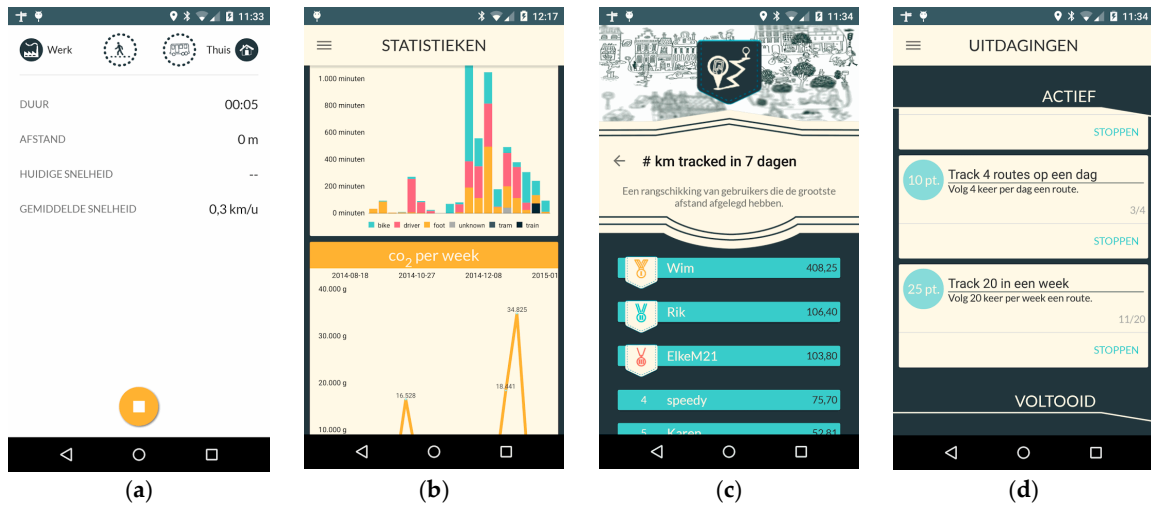 11:33
Werk
Thuis
DUUR 00:05
AFSTAND 0 m
HUIDIGE SNELHEID --
GEMIDDELDE SNELHEID 0,3 km/u
(a)
12:17
STATISTIEKEN
1.000 minuten
800 minuten
600 minuten
400 minuten
200 minuten
0 minuten
bike driver foot unknown tram train
co2 per week
2014-08-18 2014-10-27 2014-12-08 2015-01
40.000 g
34.825
30.000 g
20.000 g
18.441
16.528
10.000 g
(b)
11:34
# km tracked in 7 dagen
Een rangschikking van gebruikers die de grootste
afstand afgelegd hebben.
Wim 408,25
Rik 106,40
ElkeM21 103,80
4 speedy 75,70
5 Karen 52,81
(c)
11:34
UITDAGINGEN
ACTIEF
STOPPEN
10 pt.
Track 4 routes op een dag
Volg 4 keer per dag een route.
3/4
STOPPEN
25 pt.
Track 20 in een week
Volg 20 keer per week een route.
11/20
STOPPEN
VOLTOOID
(d)